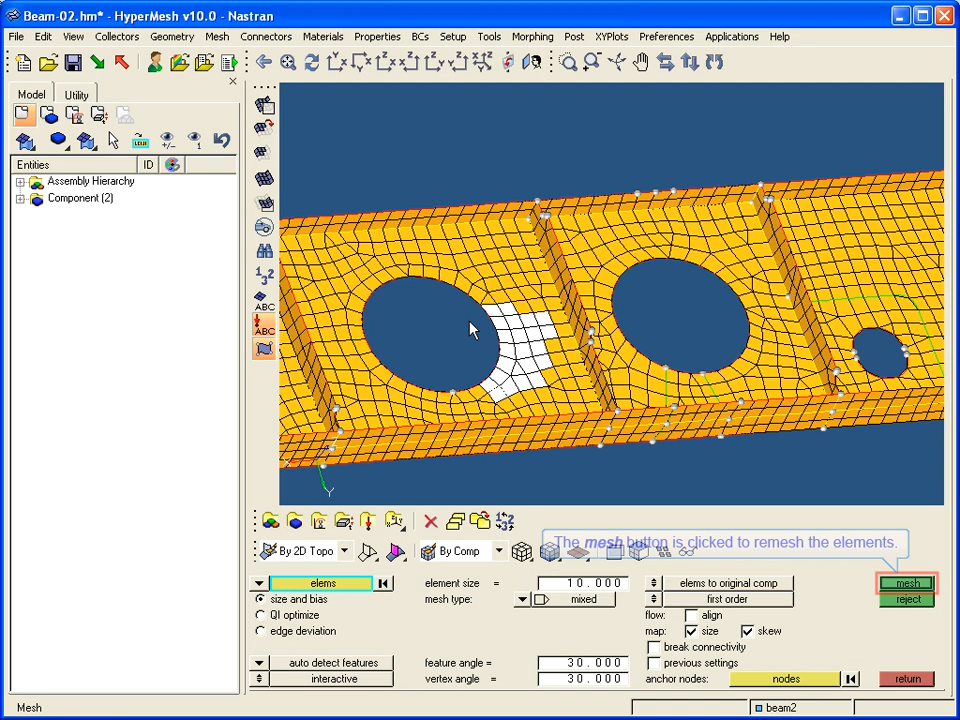 Beam-02.hm* - HyperMesh v10.0 - Nastran
File Edit View Collectors Geometry Mesh Connectors Materials Properties BCs Setup Tools Morphing Post XYPlots Preferences Applications Help
Model Utility
Entities ID
Assembly Hierarchy
Component (2)
1 2 3
ABC
ABC
Y
By 2D Topo By Comp
The mesh button is clicked to remesh the elements.
elems element size = 10.000 elems to original comp mesh
size and bias mesh type: mixed first order reject
QI optimize flow: align
edge deviation map: size skew
break connectivity
auto detect features feature angle = 30.000 previous settings
interactive vertex angle = 30.000 anchor nodes: nodes return
Mesh beam2